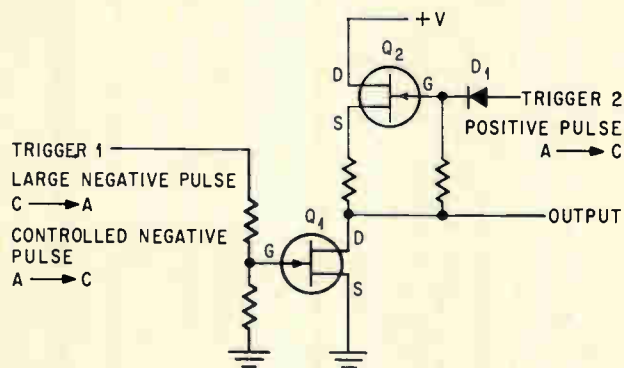 +V
Q2
D
G
D1
TRIGGER 2
S
POSITIVE PULSE
A → C
TRIGGER 1
LARGE NEGATIVE PULSE
C → A
Q1
OUTPUT
CONTROLLED NEGATIVE
PULSE
D
G
A → C
S